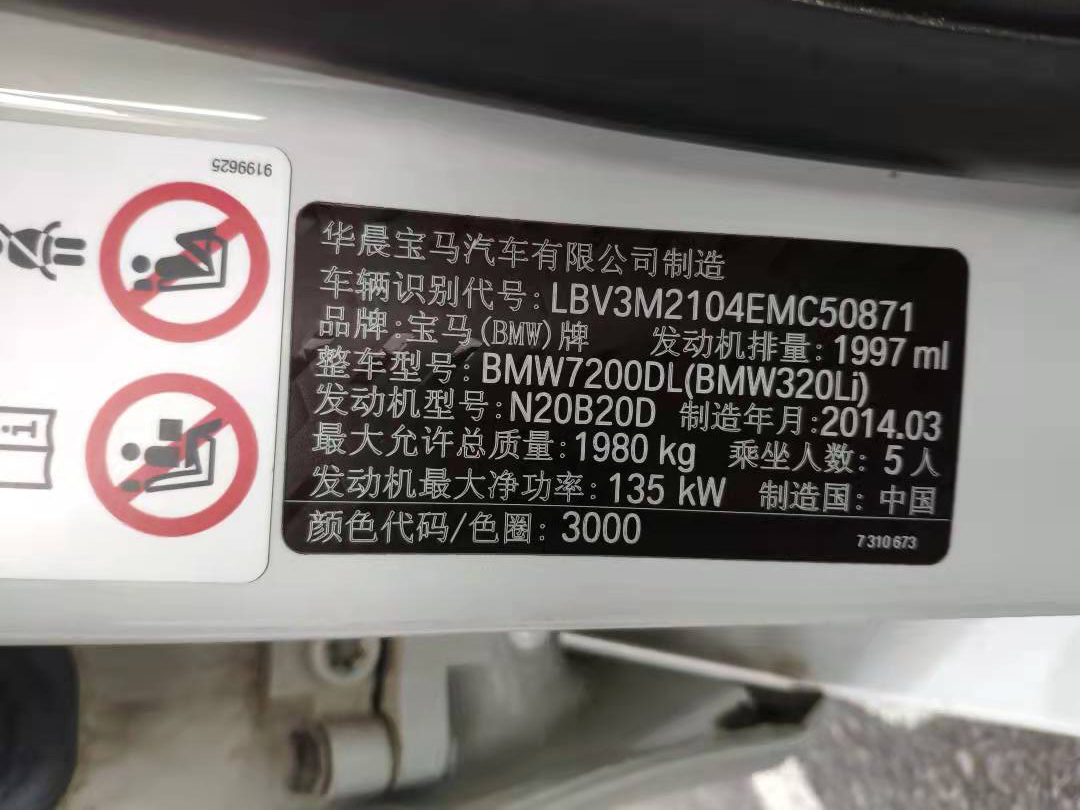 9199625
华晨宝马汽车有限公司制造
车辆识别代号: LBV3M2104EMC50871
品牌: 宝马(BMW)牌 发动机排量: 1997 ml
整车型号: BMW7200DL(BMW320Li)
发动机型号: N20B20D 制造年月: 2014.03
最大允许总质量: 1980 kg 乘坐人数: 5人
发动机最大净功率: 135 kW 制造国: 中国
颜色代码/色圈: 3000 7310673